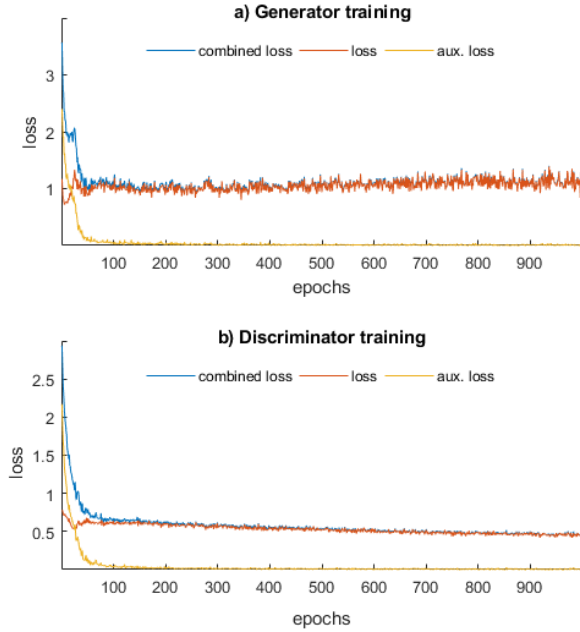 a) Generator training
combined loss loss aux. loss
3
2
1
loss
100 200 300 400 500 600 700 800 900
epochs
b) Discriminator training
combined loss loss aux. loss
2.5
2
1.5
1
0.5
loss
100 200 300 400 500 600 700 800 900
epochs